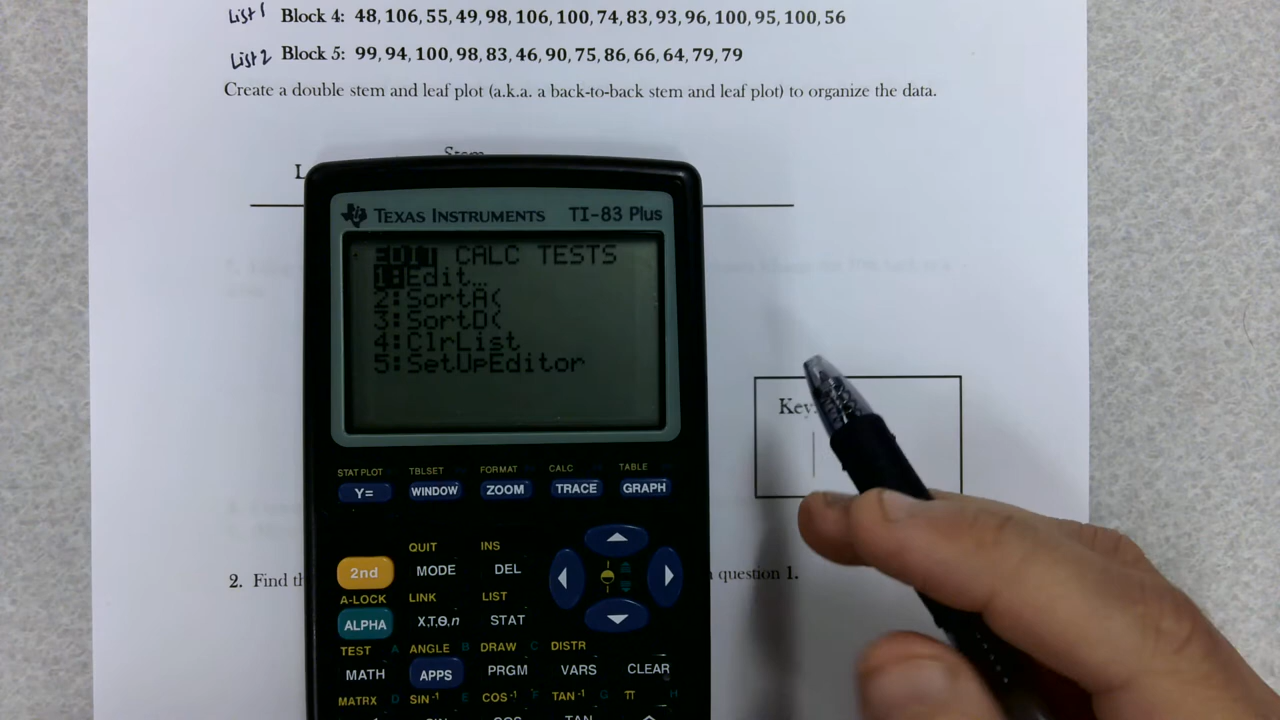 List 1 Block 4: 48, 106, 55, 49, 98, 106, 100, 74, 83, 93, 96, 100, 95, 100, 56
List 2 Block 5: 99, 94, 100, 98, 83, 46, 90, 75, 86, 66, 64, 79, 79
Create a double stem and leaf plot (a.k.a. a back-to-back stem and leaf plot) to organize the data.
Stem
L
TEXAS INSTRUMENTS TI-83 Plus
EDIT CALC TESTS
1:Edit…
2:SortA(
3:SortD(
4:ClrList
5:SetUpEditor
Key:
STAT PLOT TBLSET FORMAT CALC TABLE
Y= WINDOW ZOOM TRACE GRAPH
QUIT INS
2nd MODE DEL
2. Find th question 1.
A-LOCK LINK LIST
ALPHA X,T,Θ,n STAT
TEST A ANGLE B DRAW C DISTR
MATH APPS PRGM VARS CLEAR
MATRX D SIN⁻¹ E COS⁻¹ F TAN⁻¹ G π H
SIN COS TAN